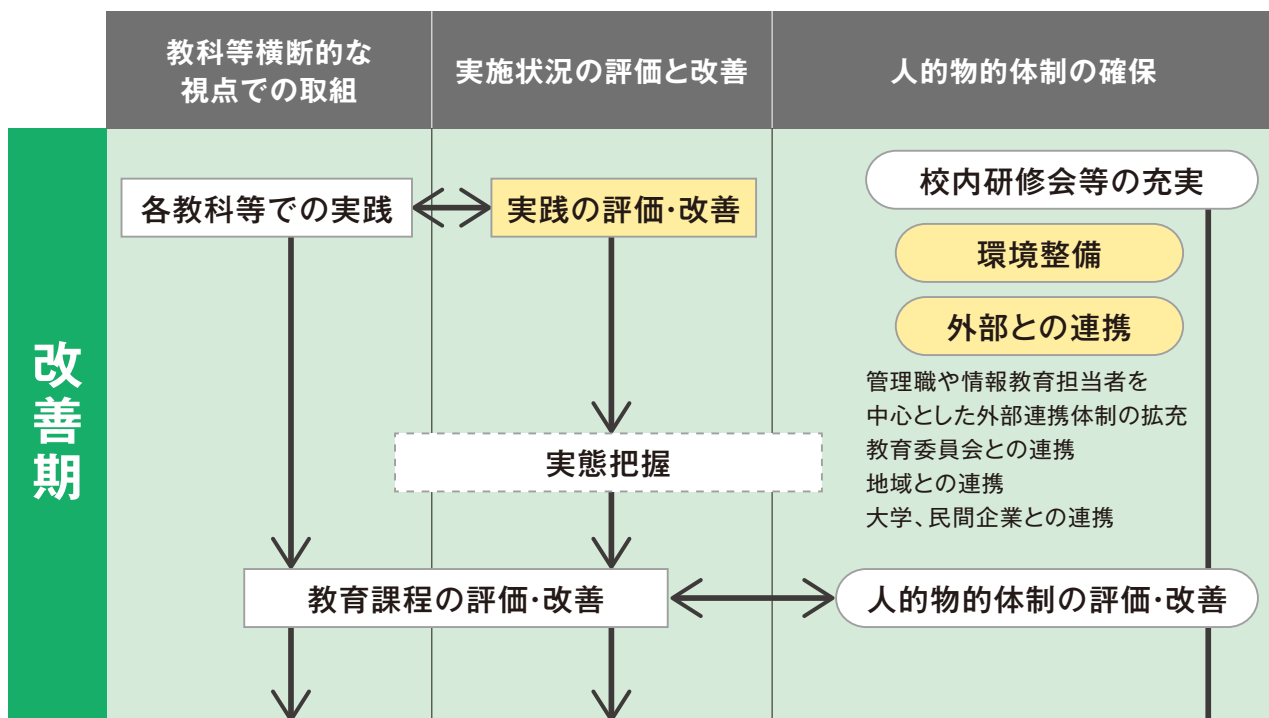 教科等横断的な
視点での取組
実施状況の評価と改善
人的物的体制の確保
改善期
各教科等での実践
実践の評価・改善
校内研修会等の充実
環境整備
外部との連携
管理職や情報教育担当者を
中心とした外部連携体制の拡充
教育委員会との連携
地域との連携
大学、民間企業との連携
実態把握
教育課程の評価・改善
人的物的体制の評価・改善